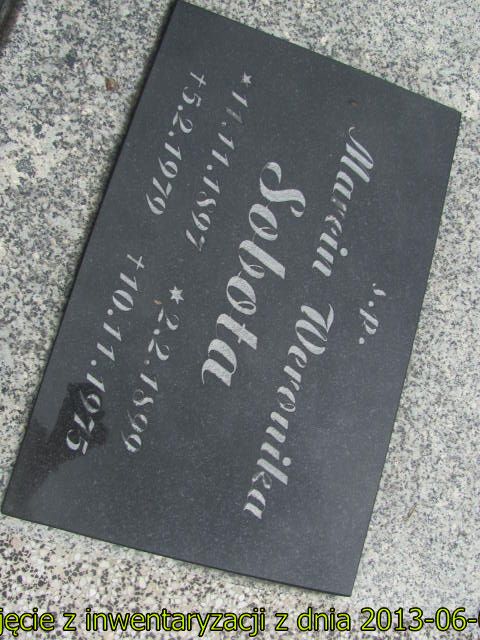 ś.p.
Marcin Weronika
Sobota
* 11.11.1897 * 2.2.1899
+5.2.1979 +10.11.1975
jęcie z inwentaryzacji z dnia 2013-06-